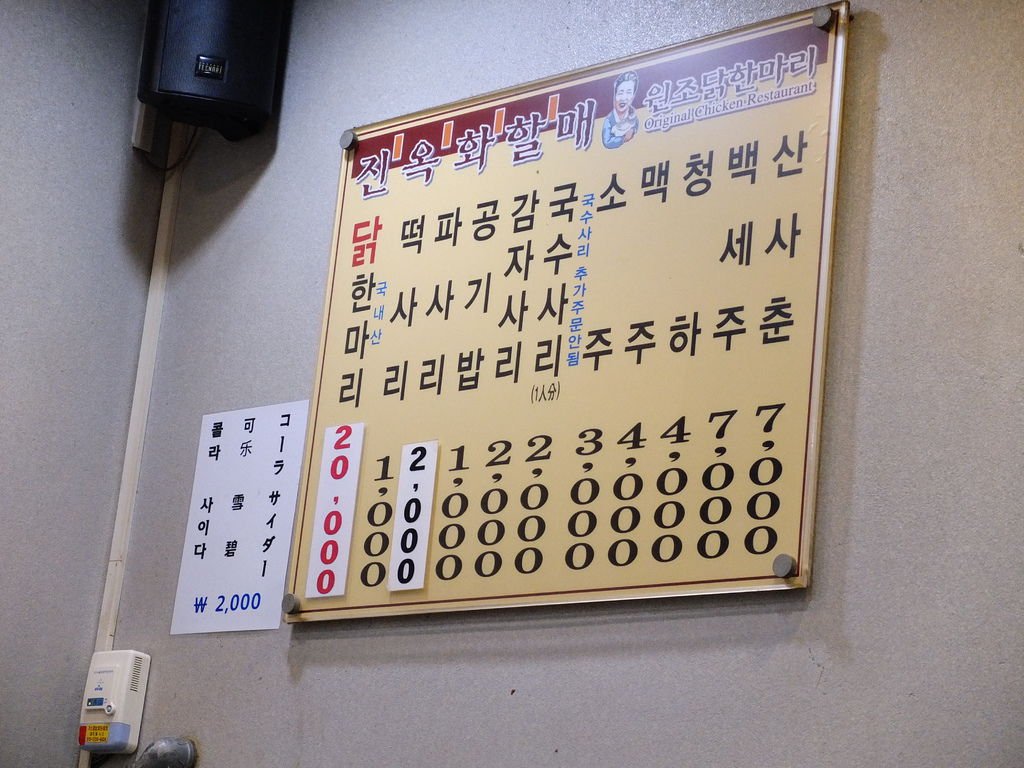 진옥화할매
원조닭한마리
Original Chicken Restaurant
닭한마리
국내산
20,000
떡사리
1,000
파사리
2,000
공기밥
1,000
감자사리
2,000
국수사리
(1人分)
2,000
국수사리 추가주문안됨
소주
3,000
맥주
4,000
청하
4,000
백세주
7,000
산사춘
7,000
콜라 사이다
可乐 雪碧
コーラ サイダー
₩ 2,000